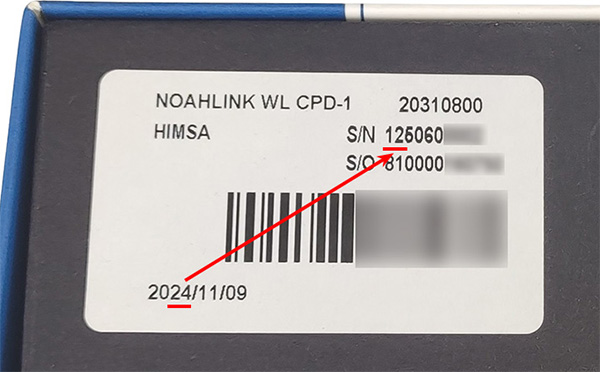 NOAHLINK WL CPD-1 20310800
HIMSA S/N 125060
S/O 810000
2024/11/09